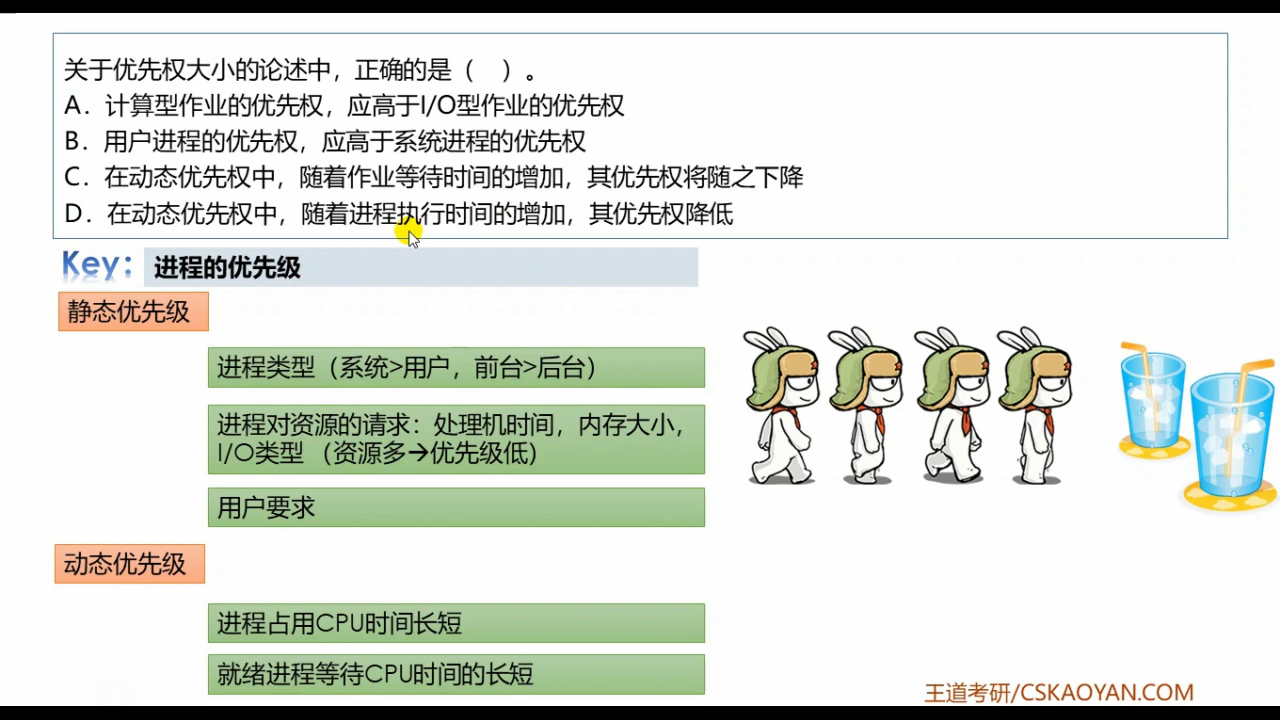 关于优先权大小的论述中，正确的是（　）。
A．计算型作业的优先权，应高于I/O型作业的优先权
B．用户进程的优先权，应高于系统进程的优先权
C．在动态优先权中，随着作业等待时间的增加，其优先权将随之下降
D．在动态优先权中，随着进程执行时间的增加，其优先权降低
Key：进程的优先级
静态优先级
进程类型（系统>用户，前台>后台）
进程对资源的请求：处理机时间，内存大小，
I/O类型 （资源多→优先级低）
用户要求
动态优先级
进程占用CPU时间长短
就绪进程等待CPU时间的长短
王道考研/CSKAOYAN.COM